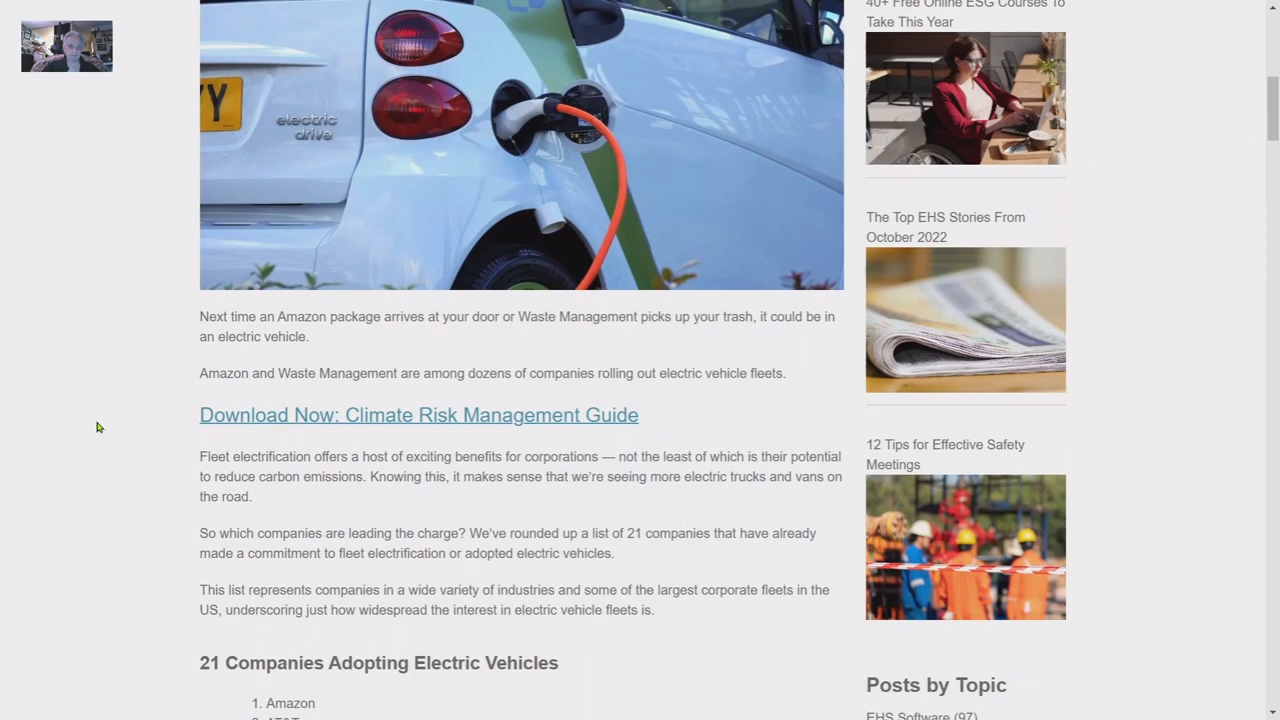 40+ Free Online ESG Courses To
Take This Year
Y
electric
drive
The Top EHS Stories From
October 2022
Next time an Amazon package arrives at your door or Waste Management picks up your trash, it could be in
an electric vehicle.
Amazon and Waste Management are among dozens of companies rolling out electric vehicle fleets.
Download Now: Climate Risk Management Guide
Fleet electrification offers a host of exciting benefits for corporations — not the least of which is their potential
to reduce carbon emissions. Knowing this, it makes sense that we're seeing more electric trucks and vans on
the road.
So which companies are leading the charge? We've rounded up a list of 21 companies that have already
made a commitment to fleet electrification or adopted electric vehicles.
This list represents companies in a wide variety of industries and some of the largest corporate fleets in the
US, underscoring just how widespread the interest in electric vehicle fleets is.
21 Companies Adopting Electric Vehicles
1. Amazon
2. AT&T
12 Tips for Effective Safety
Meetings
Posts by Topic
EHS Software (97)